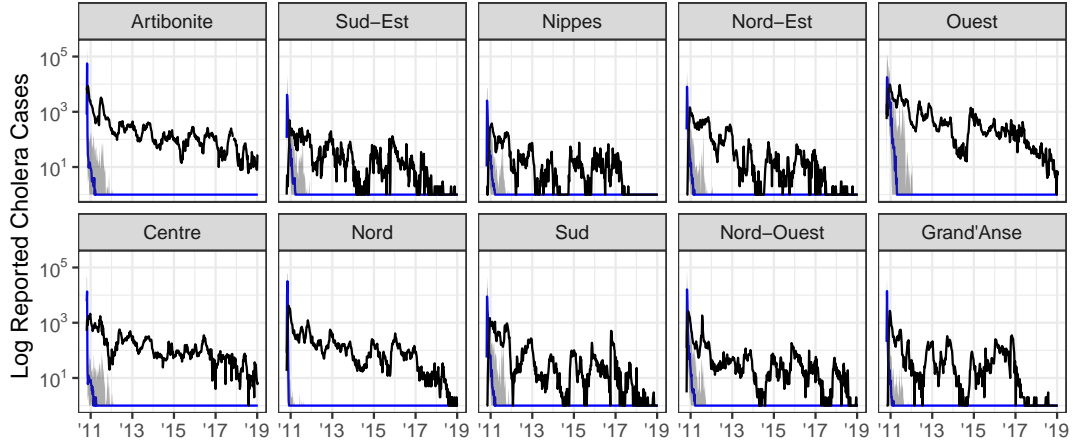 Artibonite Sud−Est Nippes Nord−Est Ouest
10^5
10^3
10^1
Centre Nord Sud Nord−Ouest Grand'Anse
10^5
10^3
10^1
'11 '13 '15 '17 '19 '11 '13 '15 '17 '19 '11 '13 '15 '17 '19 '11 '13 '15 '17 '19 '11 '13 '15 '17 '19
Log Reported Cholera Cases